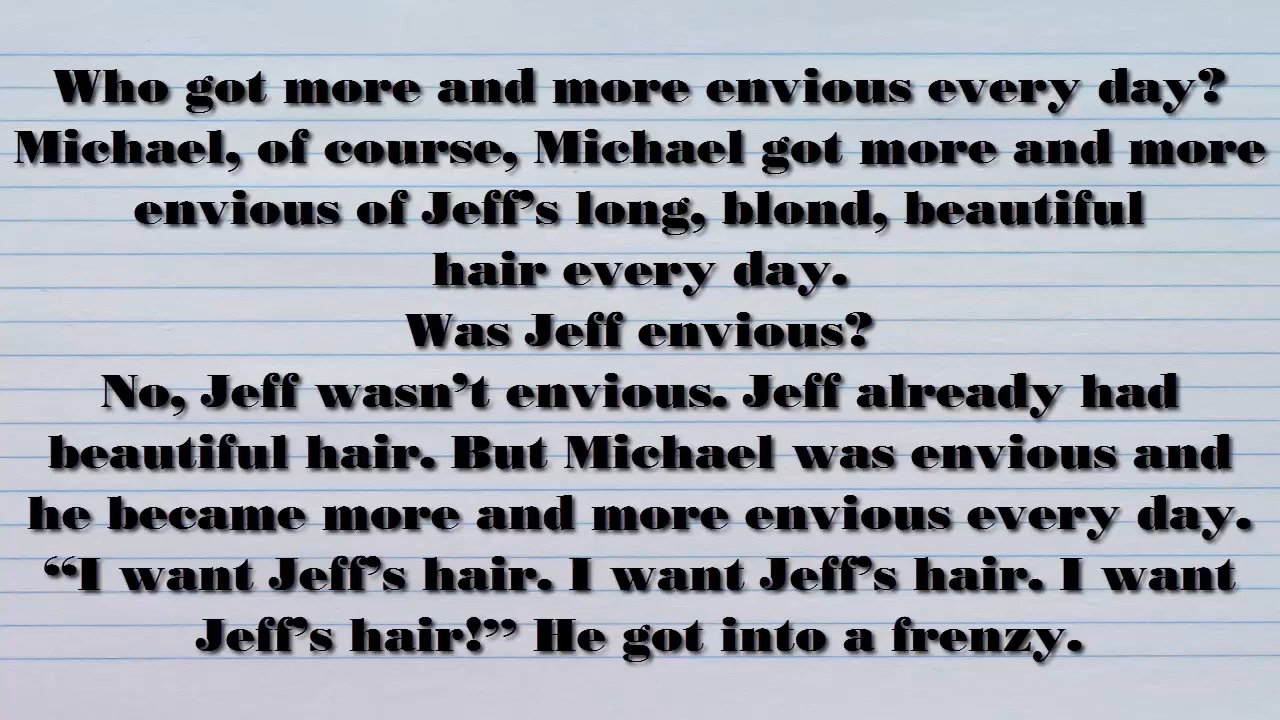 Who got more and more envious every day?
Michael, of course, Michael got more and more
envious of Jeff’s long, blond, beautiful
hair every day.
Was Jeff envious?
No, Jeff wasn’t envious. Jeff already had
beautiful hair. But Michael was envious and
he became more and more envious every day.
“I want Jeff’s hair. I want Jeff’s hair. I want
Jeff’s hair!” He got into a frenzy.